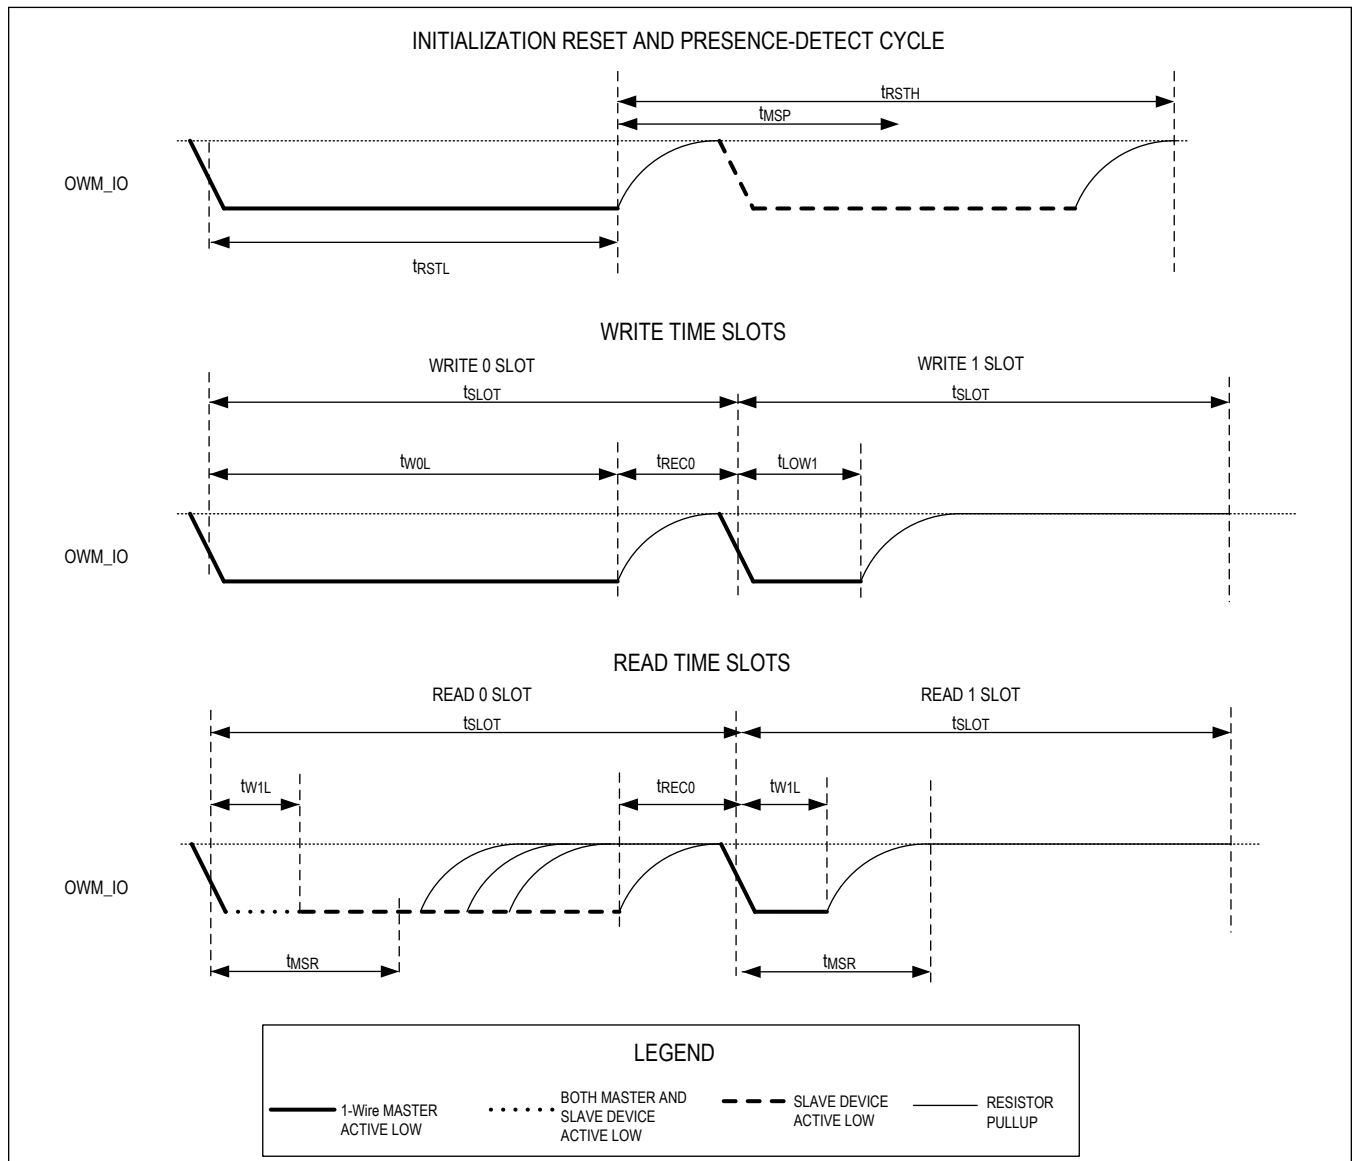 INITIALIZATION RESET AND PRESENCE-DETECT CYCLE
tRSTH
tMSP
OWM_IO
tRSTL
WRITE TIME SLOTS
WRITE 0 SLOT
WRITE 1 SLOT
tSLOT
tSLOT
tW0L
tREC0
tLOW1
OWM_IO
READ TIME SLOTS
READ 0 SLOT
READ 1 SLOT
tSLOT
tSLOT
tW1L
tREC0
tW1L
OWM_IO
tMSR
tMSR
LEGEND
1-Wire MASTER
ACTIVE LOW
BOTH MASTER AND
SLAVE DEVICE
ACTIVE LOW
SLAVE DEVICE
ACTIVE LOW
RESISTOR
PULLUP